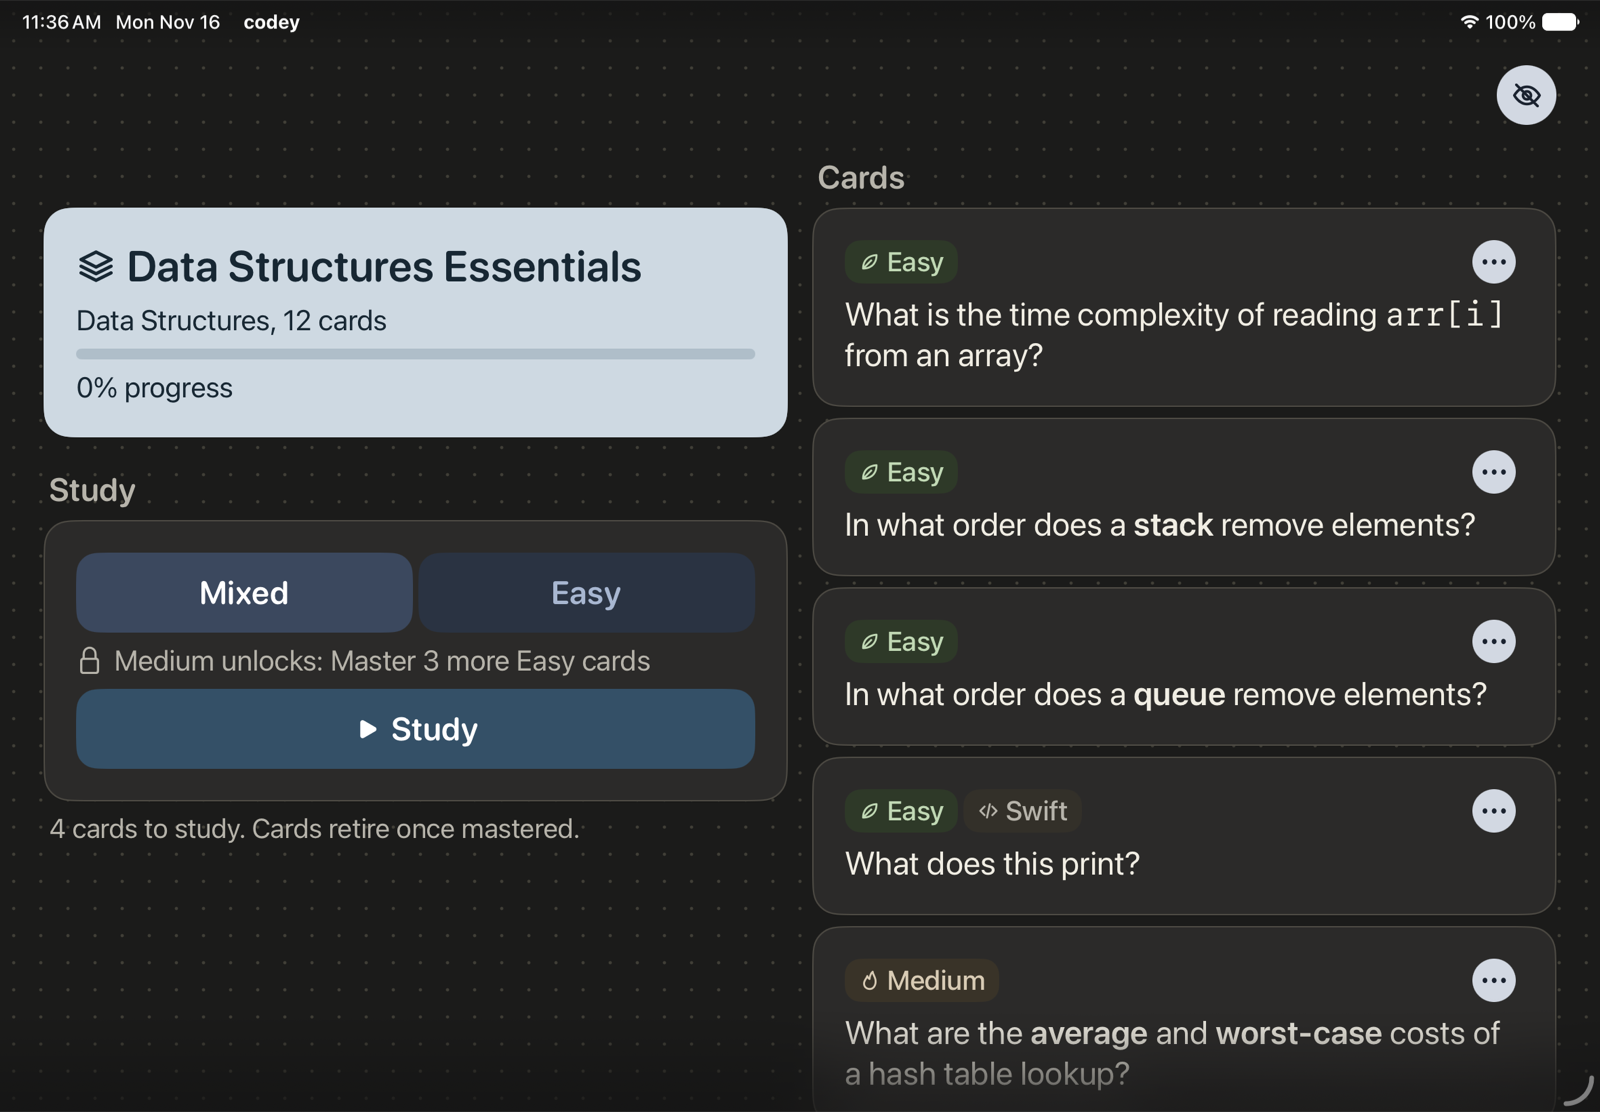 11:36 AM Mon Nov 16 codey
100%
Data Structures Essentials
Data Structures, 12 cards
0% progress
Study
Mixed
Easy
Medium unlocks: Master 3 more Easy cards
Study
4 cards to study. Cards retire once mastered.
Cards
Easy
What is the time complexity of reading arr[i]
from an array?
Easy
In what order does a stack remove elements?
Easy
In what order does a queue remove elements?
Easy
Swift
What does this print?
Medium
What are the average and worst-case costs of
a hash table lookup?